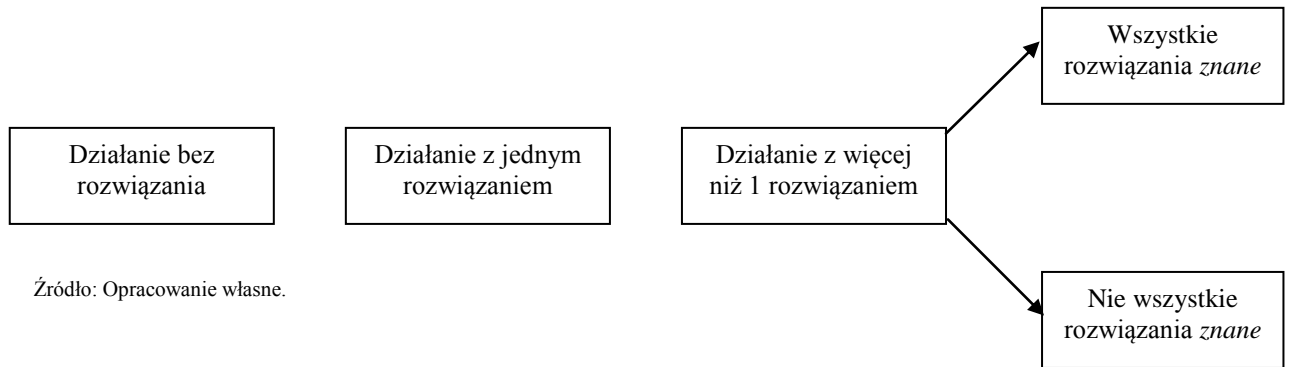 Wszystkie
rozwiązania znane
Działanie bez
rozwiązania
Działanie z jednym
rozwiązaniem
Działanie z więcej
niż 1 rozwiązaniem
Źródło: Opracowanie własne.
Nie wszystkie
rozwiązania znane